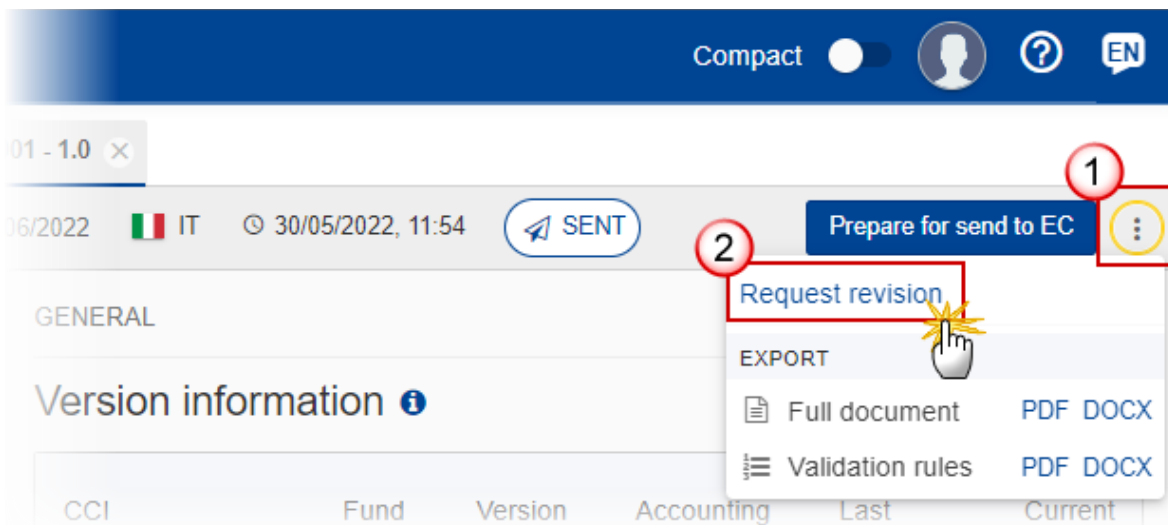 Compact EN
01 - 1.0
1
06/2022 IT 30/05/2022, 11:54 SENT Prepare for send to EC
2
Request revision
GENERAL
EXPORT
Version information
Full document PDF DOCX
Validation rules PDF DOCX
CCI Fund Version Accounting Last Current